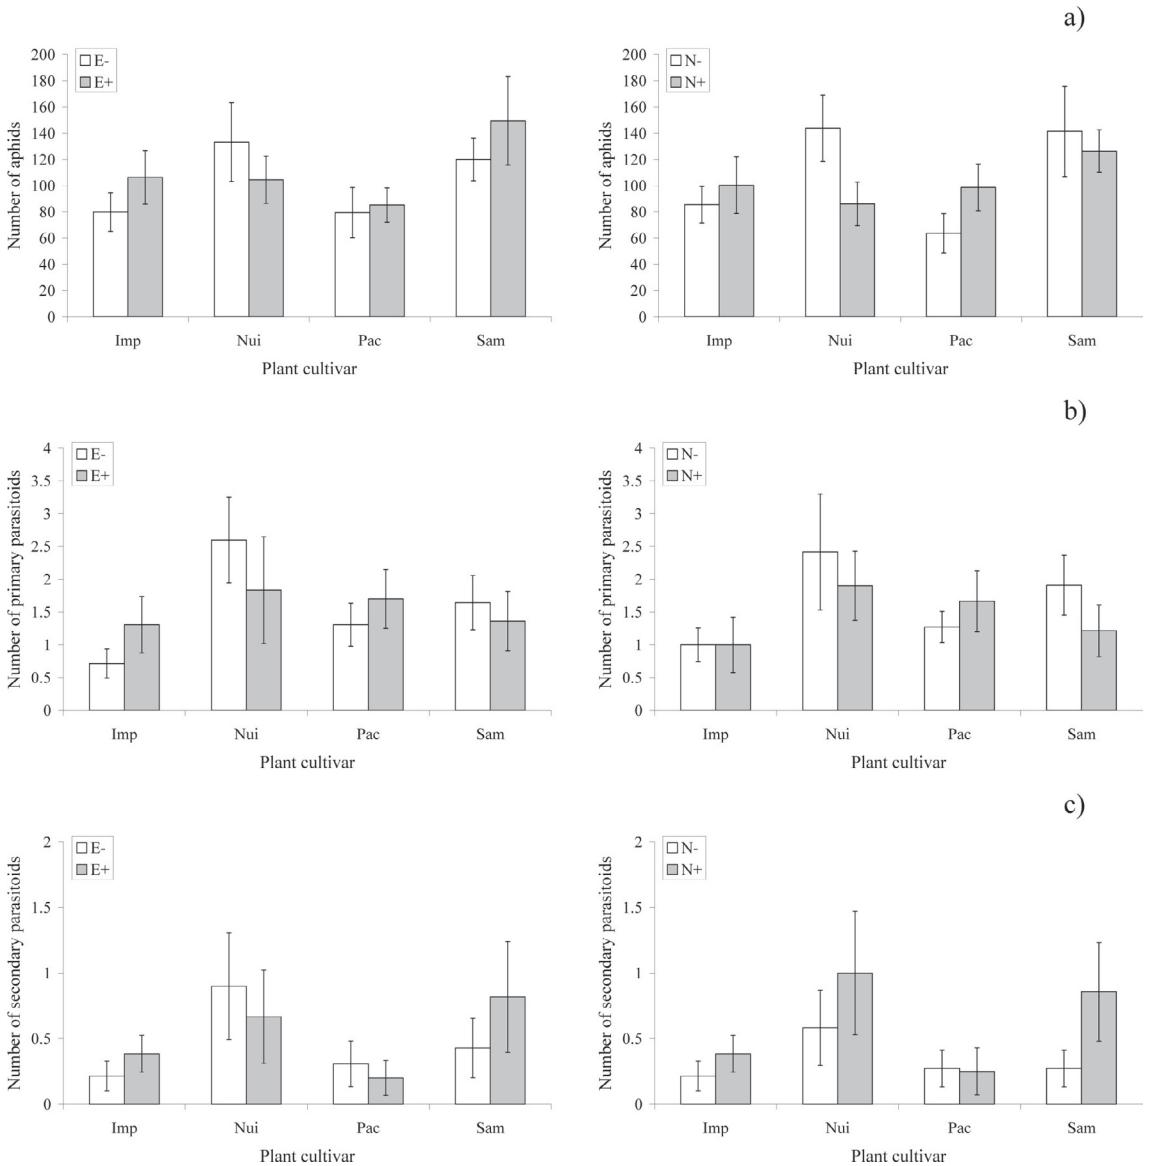 a)
E-
E+
200
180
160
140
120
100
80
60
40
20
0
Number of aphids
Imp Nui Pac Sam
Plant cultivar
N-
N+
200
180
160
140
120
100
80
60
40
20
0
Number of aphids
Imp Nui Pac Sam
Plant cultivar
b)
E-
E+
4
3.5
3
2.5
2
1.5
1
0.5
0
Number of primary parasitoids
Imp Nui Pac Sam
Plant cultivar
N-
N+
4
3.5
3
2.5
2
1.5
1
0.5
0
Number of primary parasitoids
Imp Nui Pac Sam
Plant cultivar
c)
E-
E+
2
1.5
1
0.5
0
Number of secondary parasitoids
Imp Nui Pac Sam
Plant cultivar
N-
N+
2
1.5
1
0.5
0
Number of secondary parasitoids
Imp Nui Pac Sam
Plant cultivar